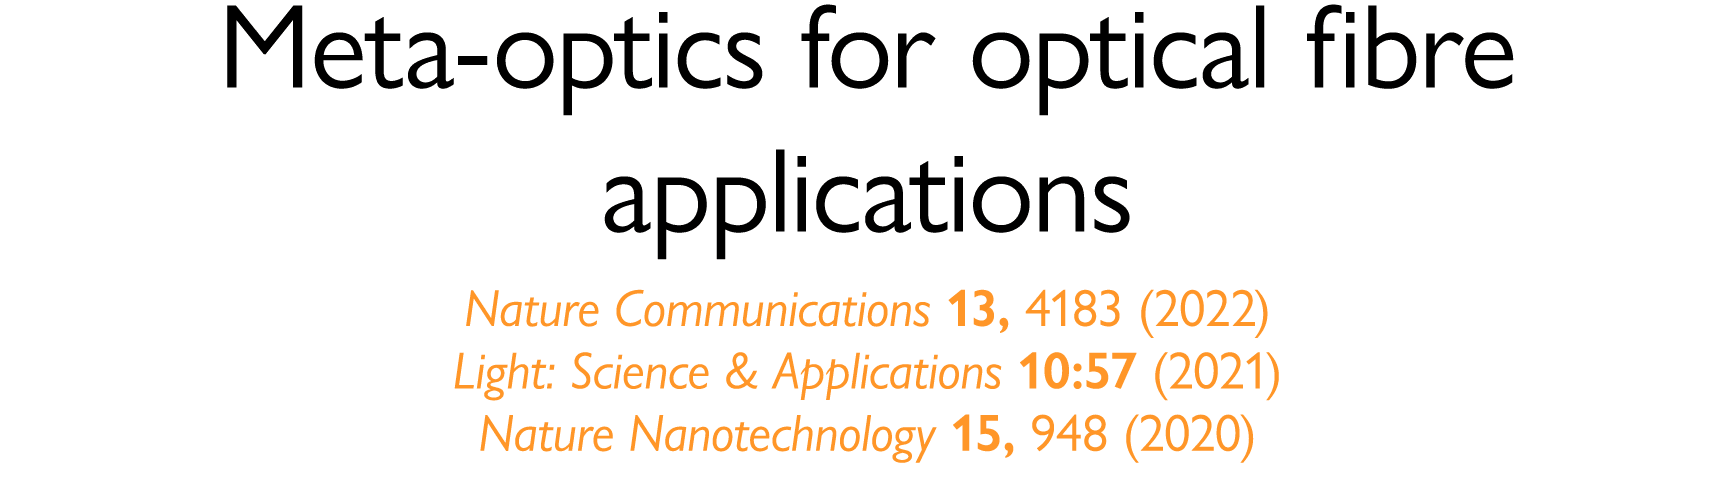 Meta-optics for optical fibre
applications
Nature Communications 13, 4183 (2022)
Light: Science & Applications 10:57 (2021)
Nature Nanotechnology 15, 948 (2020)